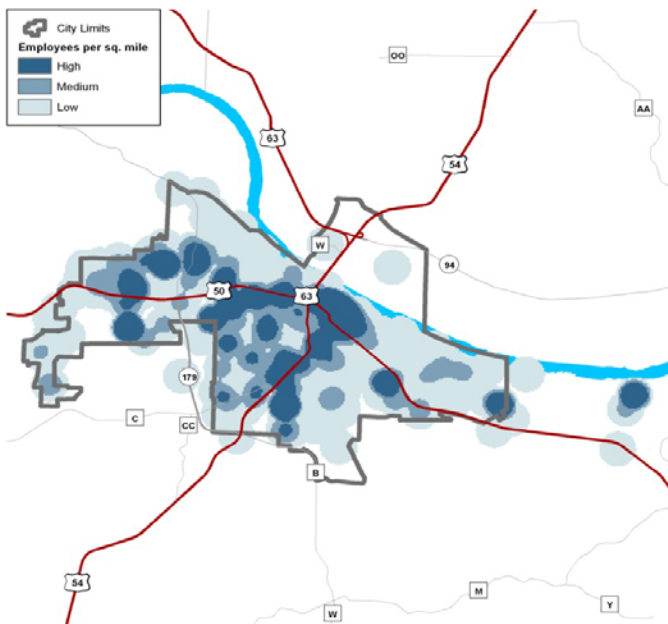 City Limits
Employees per sq. mile
High
Medium
Low
OO
AA
63
54
W
94
50
63
179
C
CC
B
54
M
Y
W